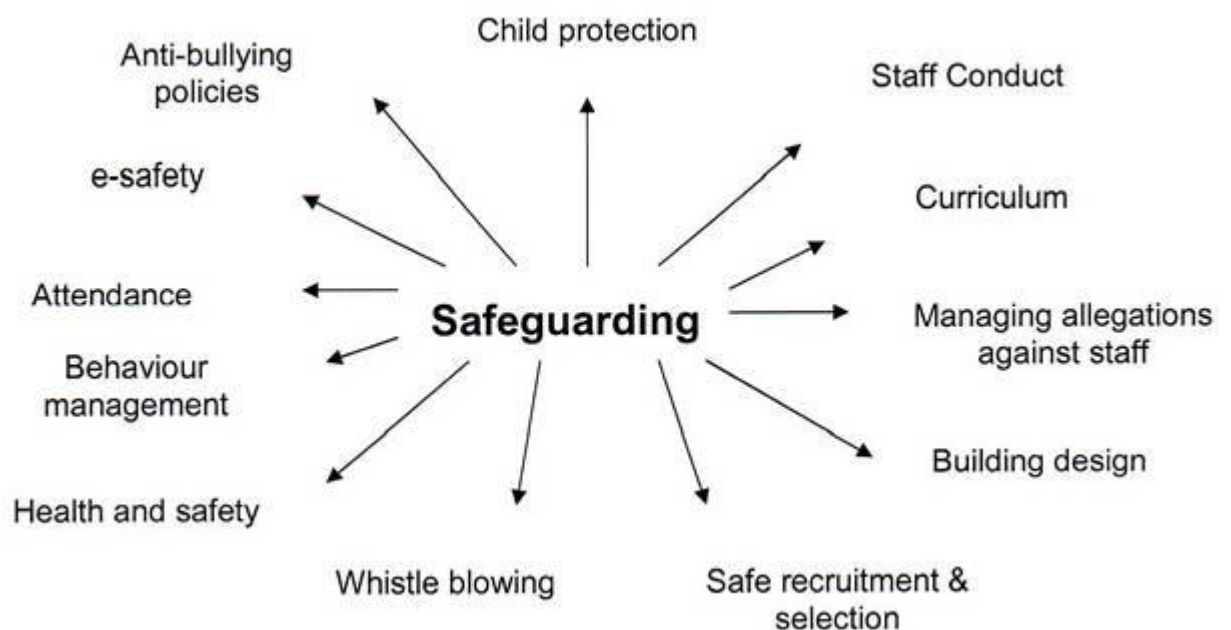 Child protection
Anti-bullying
policies
Staff Conduct
e-safety
Curriculum
Attendance
Safeguarding
Managing allegations
against staff
Behaviour
management
Building design
Health and safety
Whistle blowing
Safe recruitment &
selection